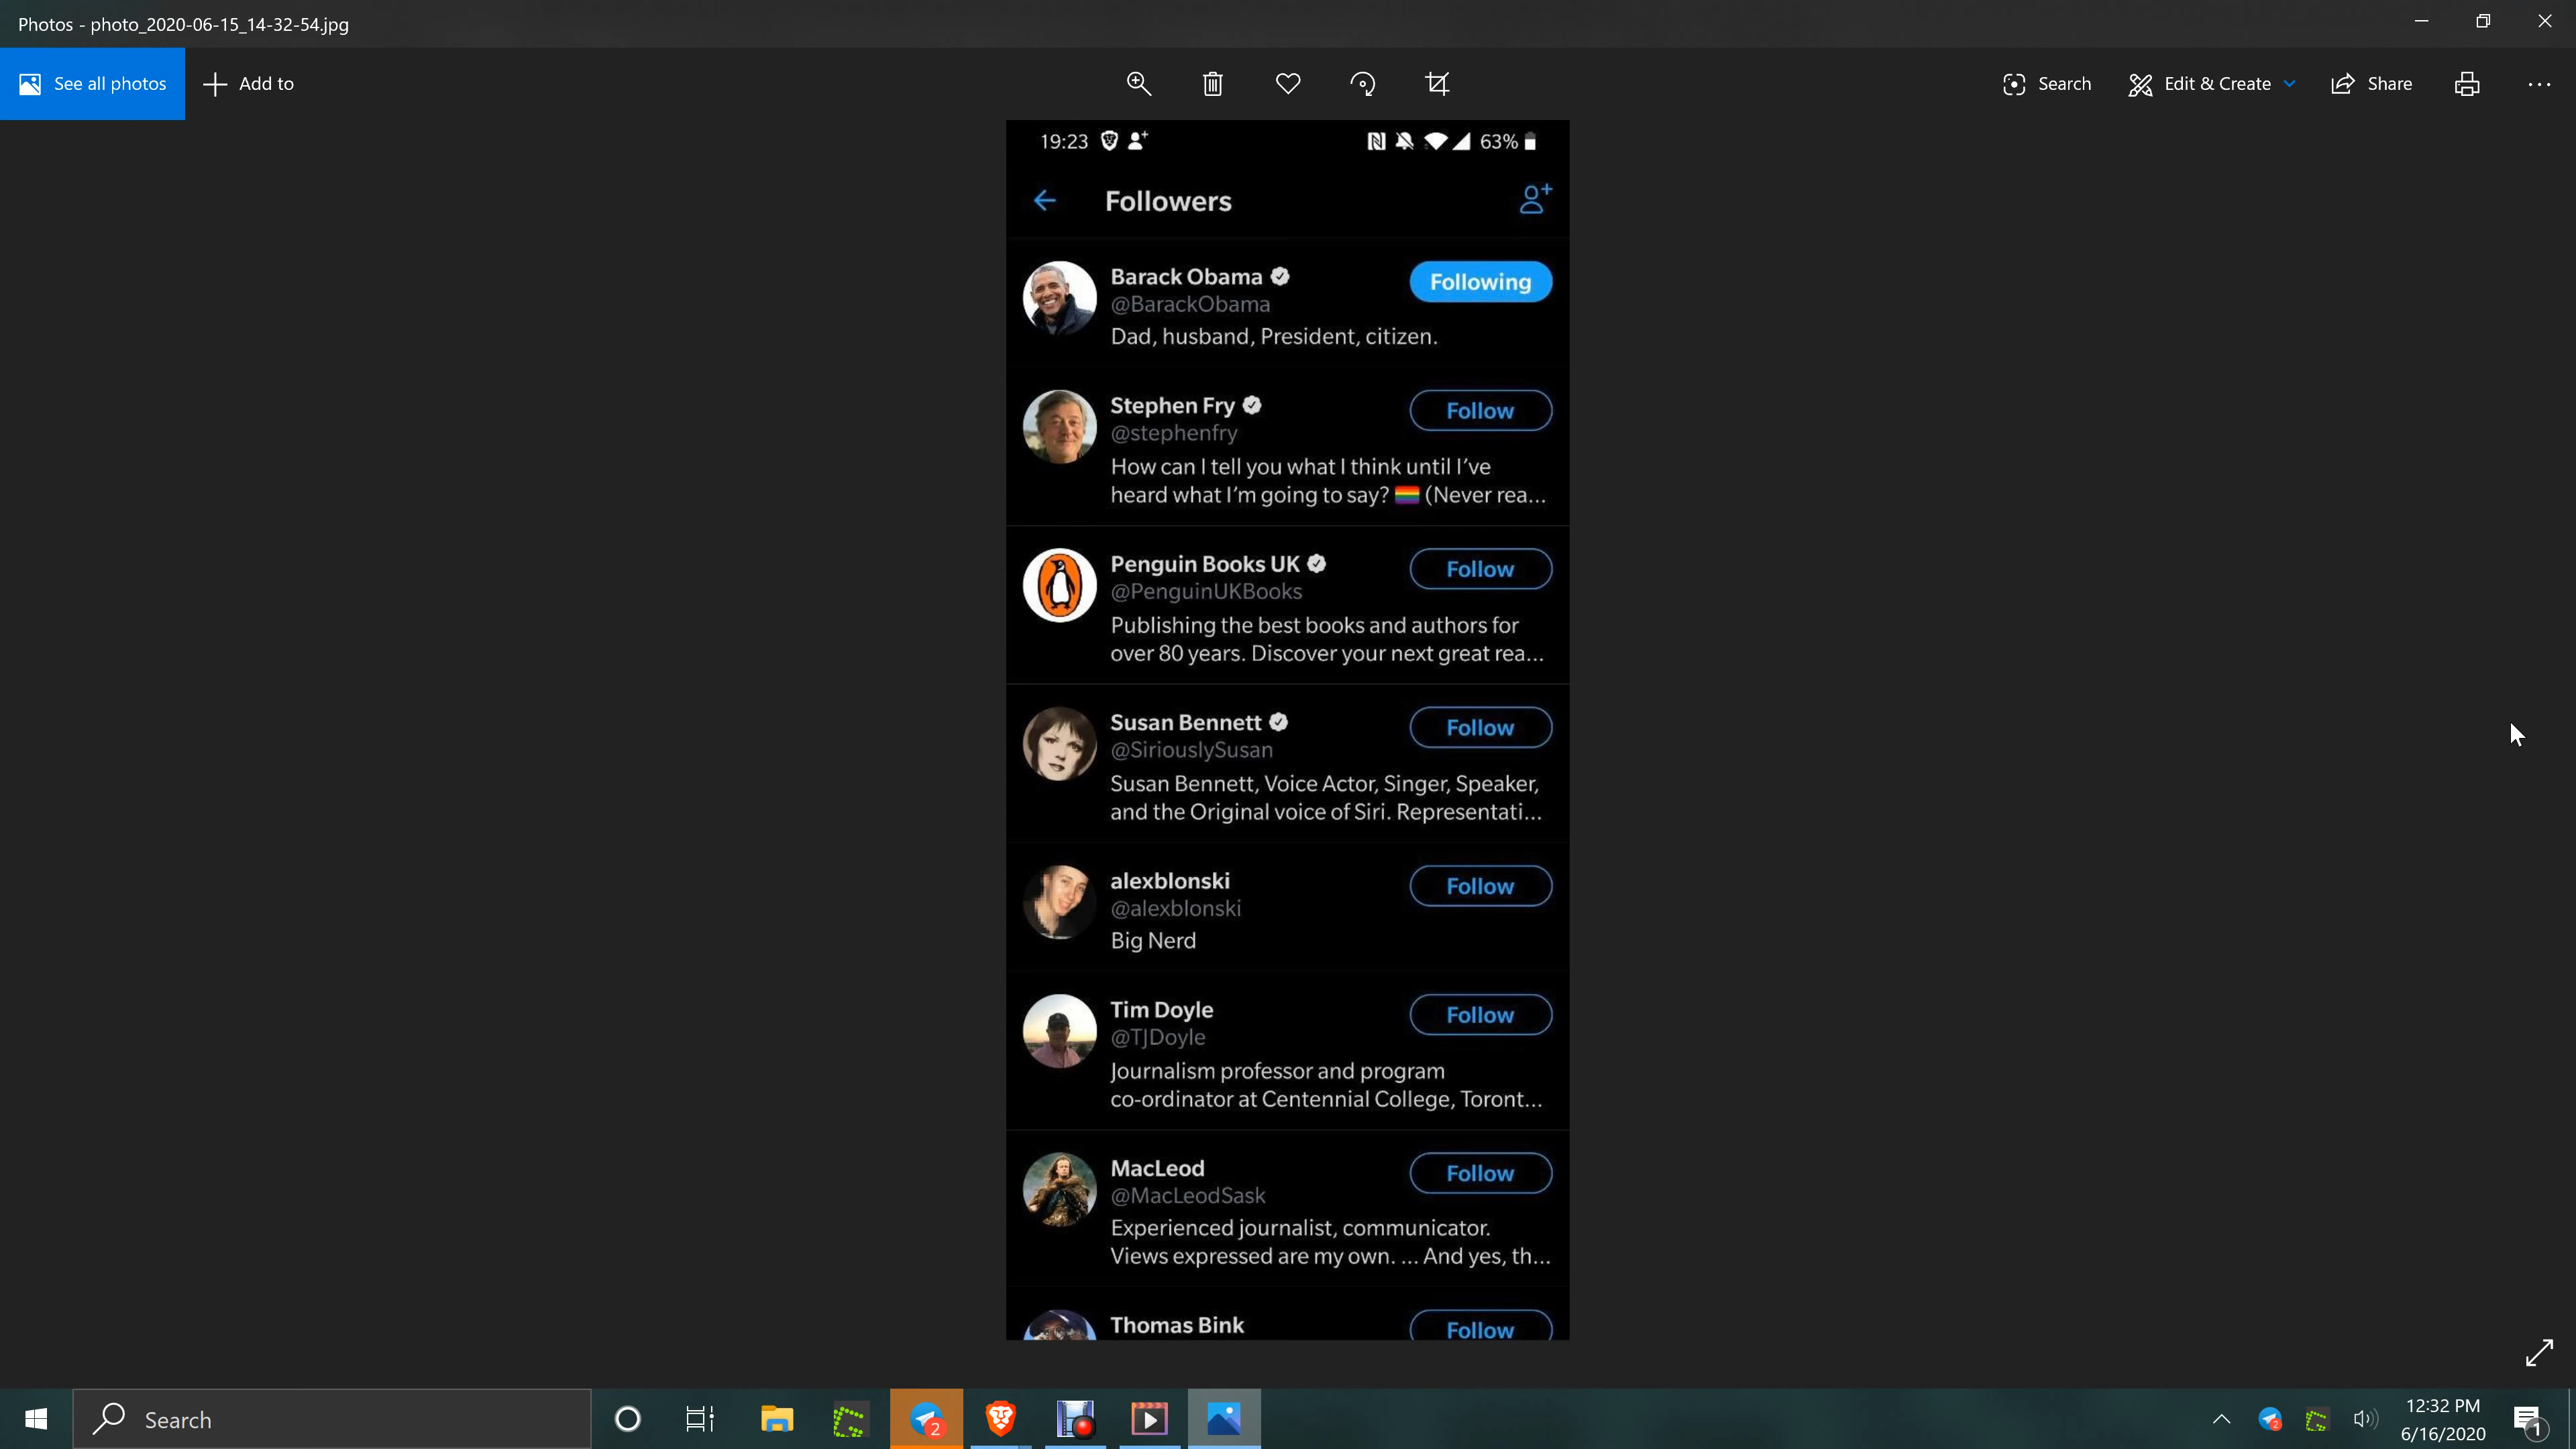 Photos - photo_2020-06-15_14-32-54.jpg
See all photos
Add to
Search
Edit & Create
Share
19:23
63%
Followers
Barack Obama
Following
@BarackObama
Dad, husband, President, citizen.
Stephen Fry
Follow
@stephenfry
How can I tell you what I think until I've
heard what I'm going to say? 🏳️‍🌈 (Never rea...
Penguin Books UK
Follow
@PenguinUKBooks
Publishing the best books and authors for
over 80 years. Discover your next great rea...
Susan Bennett
Follow
@SiriouslySusan
Susan Bennett, Voice Actor, Singer, Speaker,
and the Original voice of Siri. Representati...
alexblonski
Follow
@alexblonski
Big Nerd
Tim Doyle
Follow
@TJDoyle
Journalism professor and program
co-ordinator at Centennial College, Toront...
MacLeod
Follow
@MacLeodSask
Experienced journalist, communicator.
Views expressed are my own. ... And yes, th...
Thomas Bink
Follow
Search
2
2
12:32 PM
6/16/2020
1